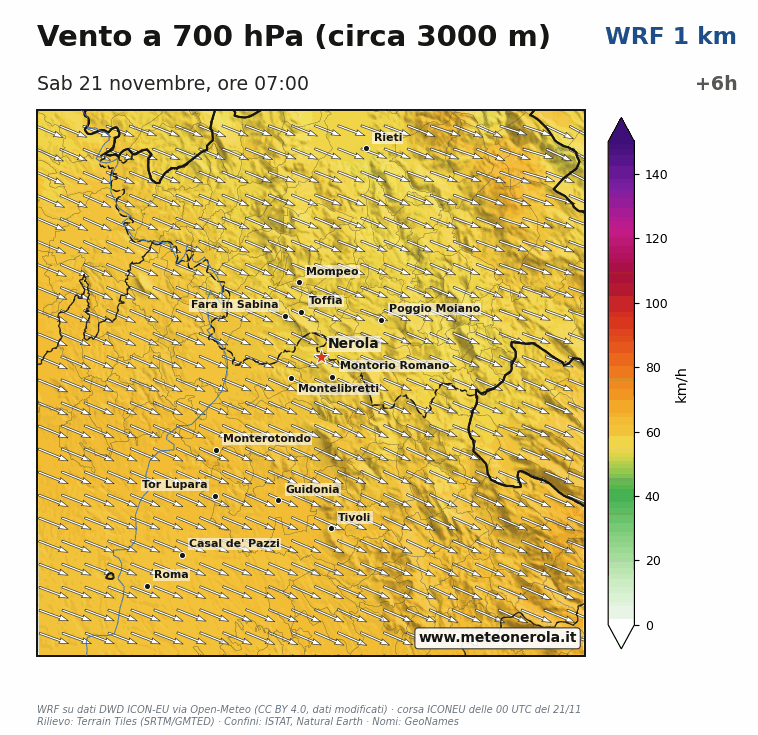 Vento a 700 hPa (circa 3000 m)
WRF 1 km
Sab 21 novembre, ore 07:00
+6h
Rieti
Mompeo
Fara in Sabina
Toffia
Poggio Moiano
Nerola
Montorio Romano
Montelibretti
Monterotondo
Tor Lupara
Guidonia
Tivoli
Casal de' Pazzi
Roma
www.meteonerola.it
140
120
100
80
60
40
20
0
km/h
WRF su dati DWD ICON-EU via Open-Meteo (CC BY 4.0, dati modificati) · corsa ICONEU delle 00 UTC del 21/11
Rilievo: Terrain Tiles (SRTM/GMTED) · Confini: ISTAT, Natural Earth · Nomi: GeoNames